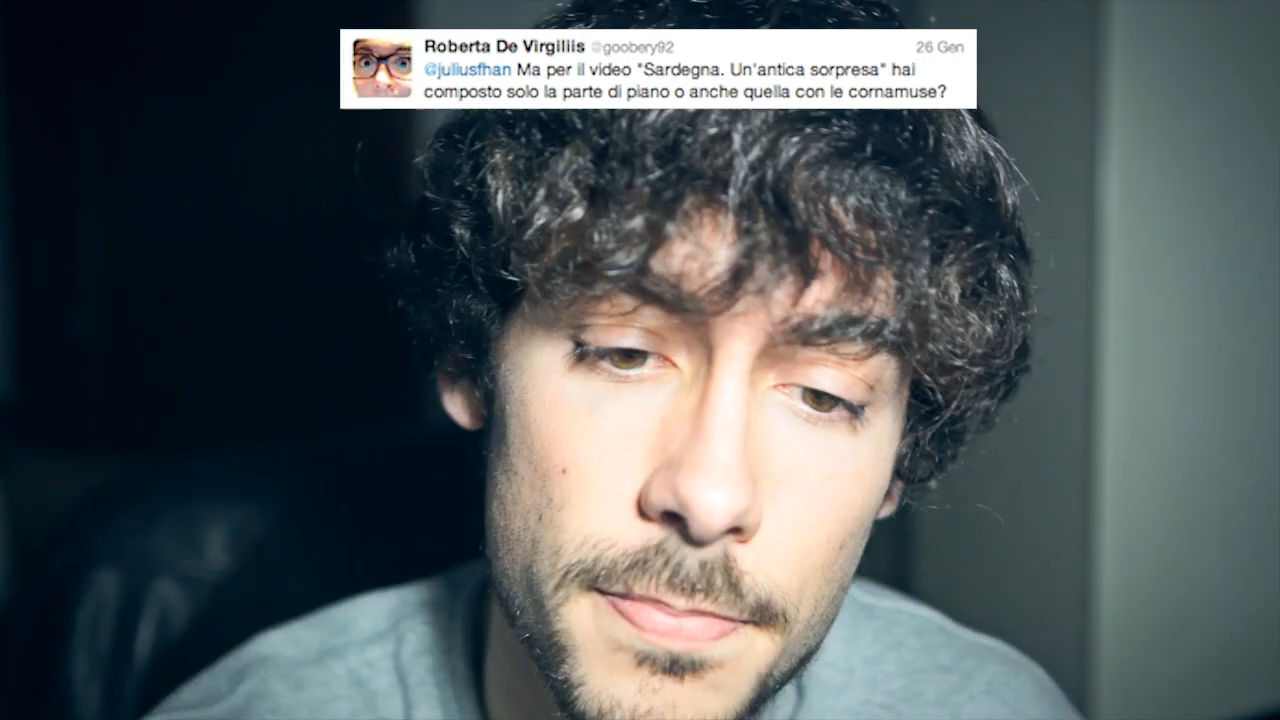 Roberta De Virgiliis @goobery92 26 Gen
@juliusfhan Ma per il video "Sardegna. Un'antica sorpresa" hai
composto solo la parte di piano o anche quella con le cornamuse?